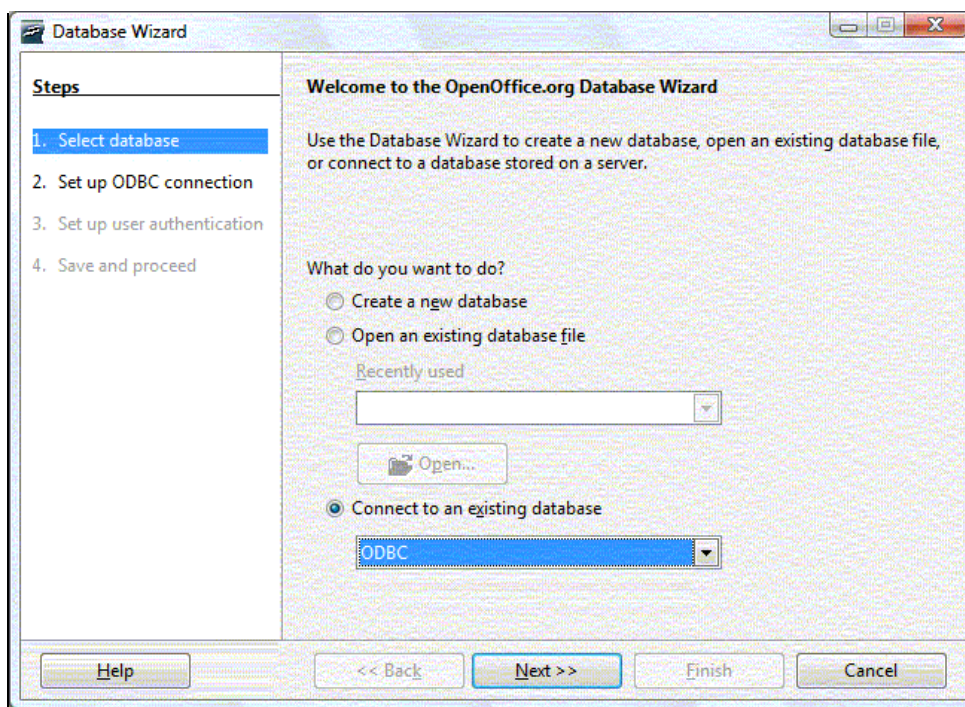 Database Wizard
Steps
1. Select database
2. Set up ODBC connection
3. Set up user authentication
4. Save and proceed
Welcome to the OpenOffice.org Database Wizard
Use the Database Wizard to create a new database, open an existing database file,
or connect to a database stored on a server.
What do you want to do?
Create a new database
Open an existing database file
Recently used
Open...
Connect to an existing database
ODBC
Help
<< Back
Next >>
Finish
Cancel